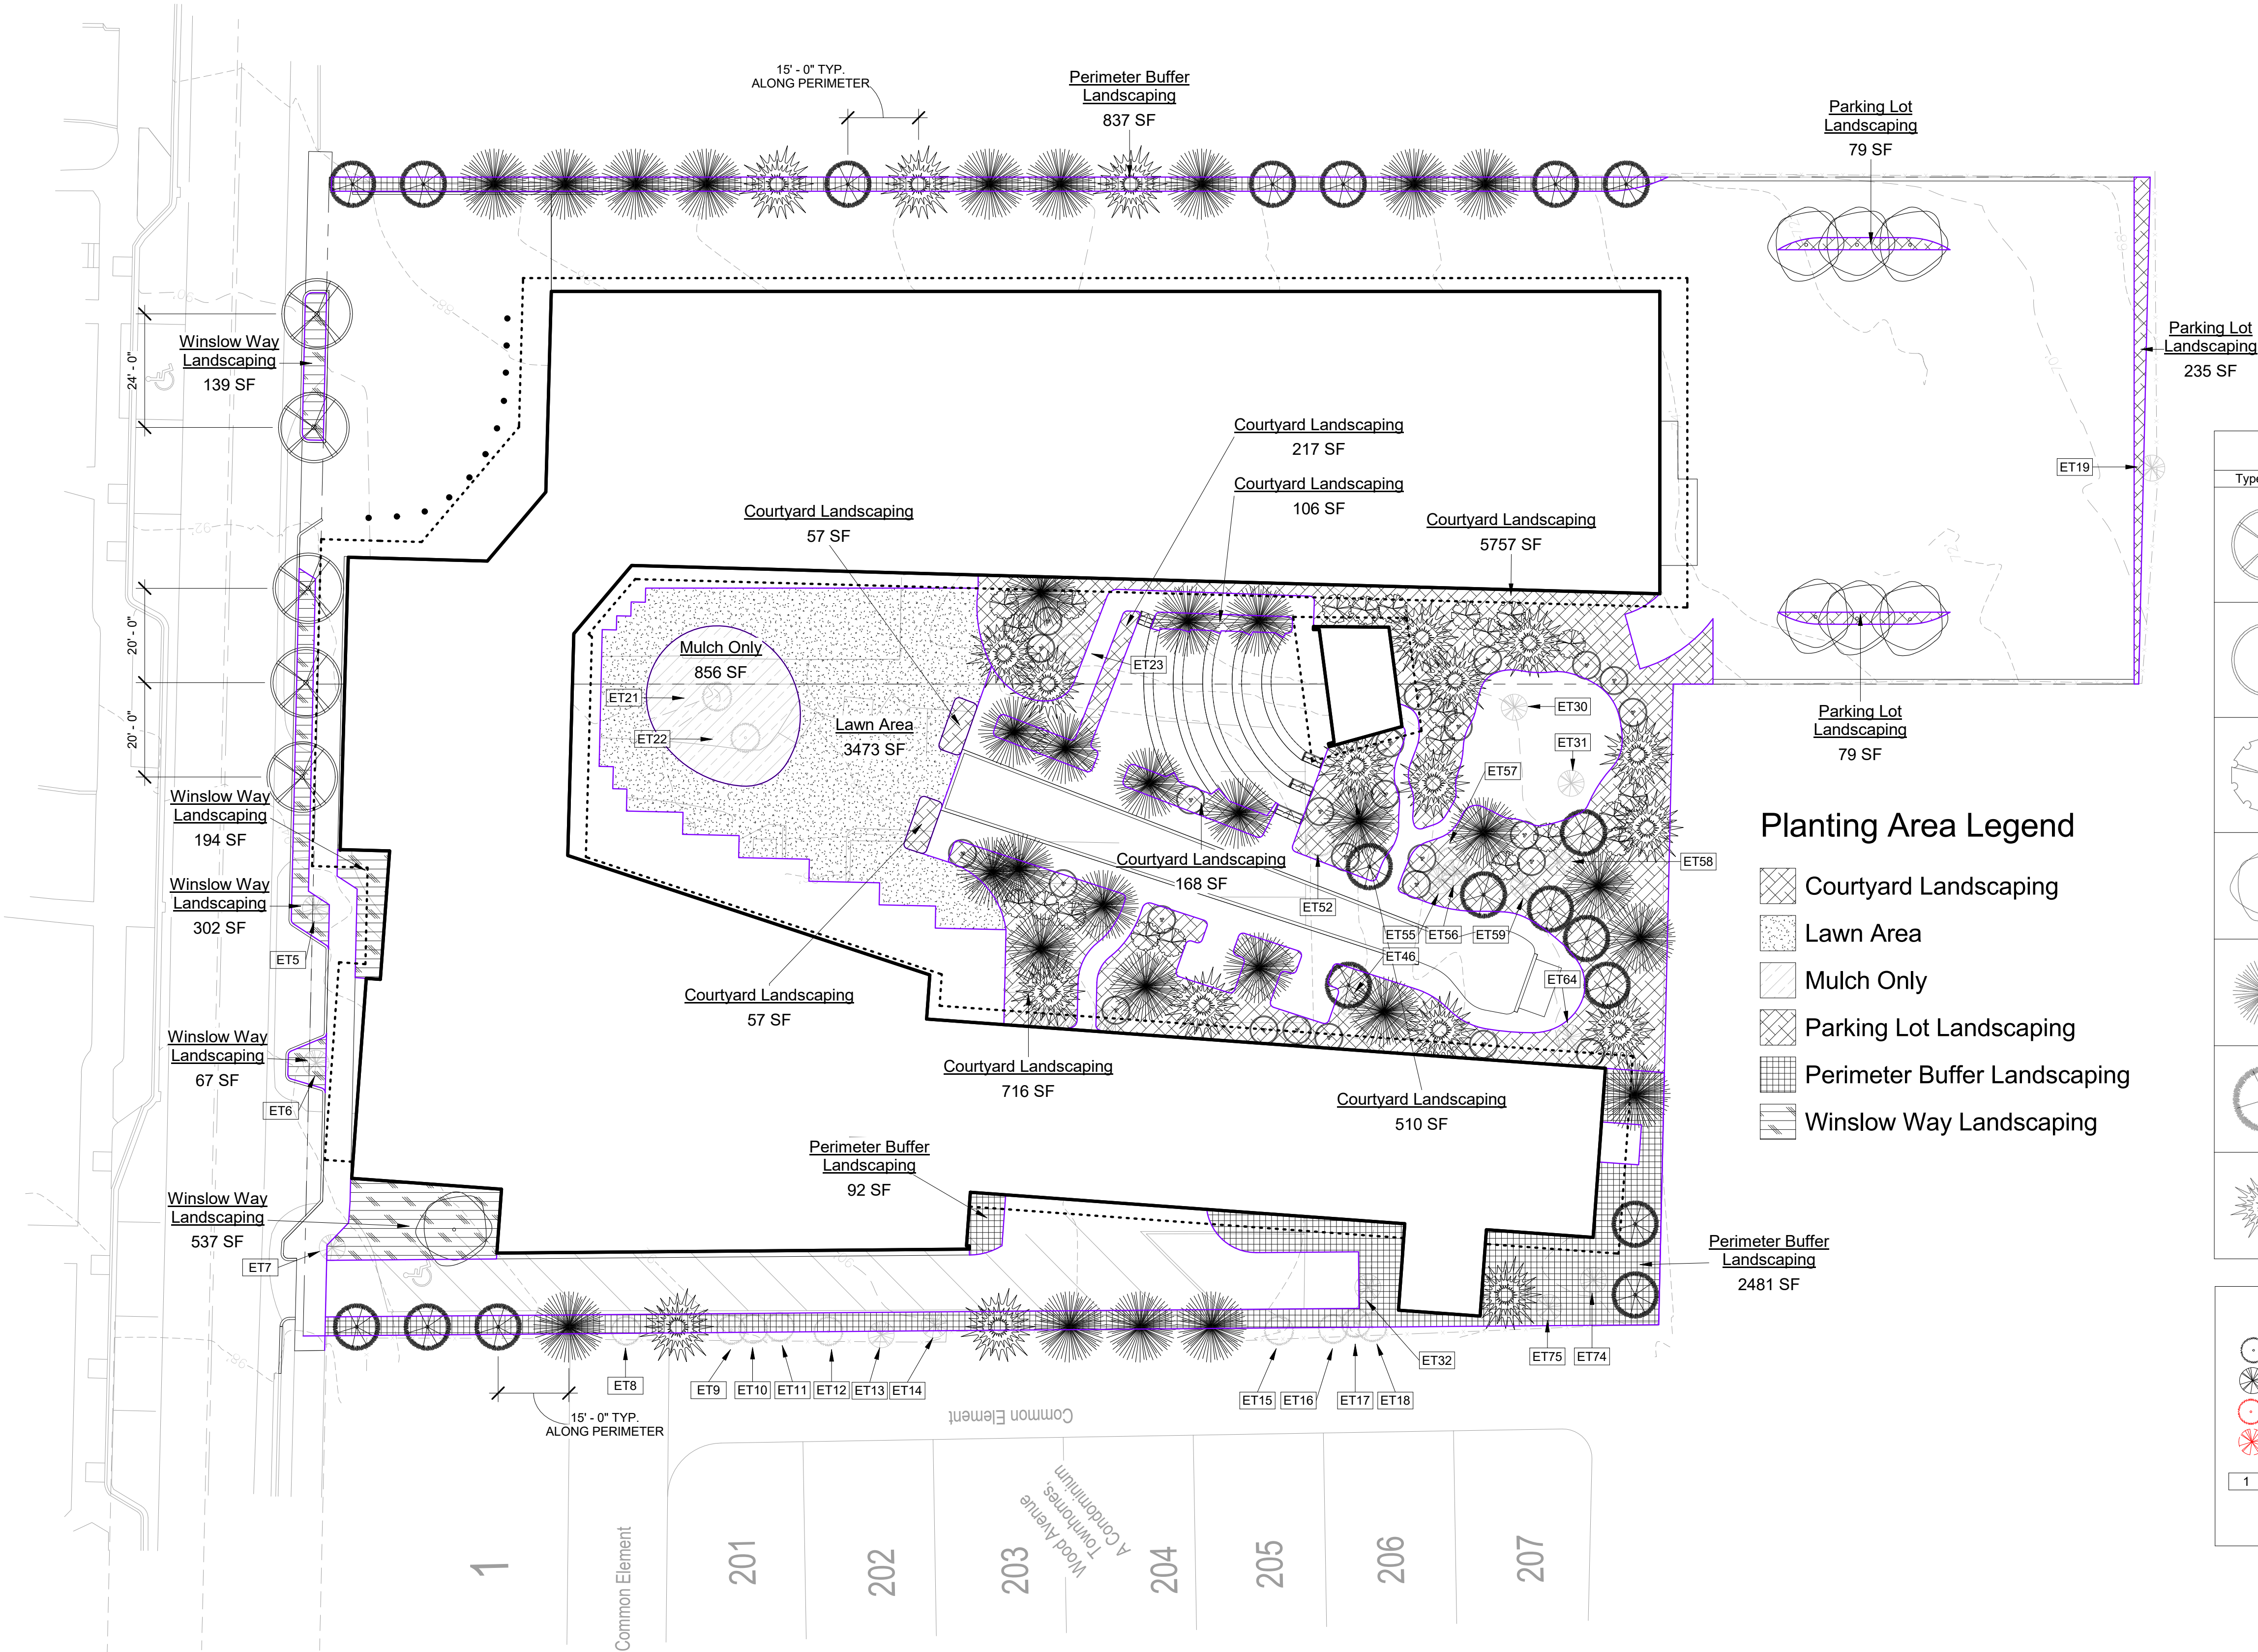 15' - 0" TYP.
ALONG PERIMETER
Perimeter Buffer
Landscaping
837 SF
Parking Lot
Landscaping
79 SF
Winslow Way
Landscaping
139 SF
24' - 0"
Parking Lot
Landscaping
235 SF
ET19
Type
Courtyard Landscaping
217 SF
Courtyard Landscaping
106 SF
Courtyard Landscaping
57 SF
Courtyard Landscaping
5757 SF
20' - 0"
20' - 0"
Mulch Only
856 SF
ET21
ET22
ET23
Lawn Area
3473 SF
ET30
ET31
ET57
ET58
Parking Lot
Landscaping
79 SF
Winslow Way
Landscaping
194 SF
Winslow Way
Landscaping
302 SF
ET5
Courtyard Landscaping
168 SF
ET52
ET55
ET56
ET59
ET46
ET64
Planting Area Legend
Courtyard Landscaping
Lawn Area
Mulch Only
Parking Lot Landscaping
Perimeter Buffer Landscaping
Winslow Way Landscaping
Courtyard Landscaping
57 SF
Winslow Way
Landscaping
67 SF
ET6
Courtyard Landscaping
716 SF
Courtyard Landscaping
510 SF
Perimeter Buffer
Landscaping
92 SF
Winslow Way
Landscaping
537 SF
ET7
Perimeter Buffer
Landscaping
2481 SF
ET8
ET9
ET10
ET11
ET12
ET13
ET14
ET15
ET16
ET17
ET18
ET32
ET75
ET74
15' - 0" TYP.
ALONG PERIMETER
Common Element
Wood Avenue
Townhomes,
A Condominium
1
Common Element
201
202
203
204
205
206
207
1